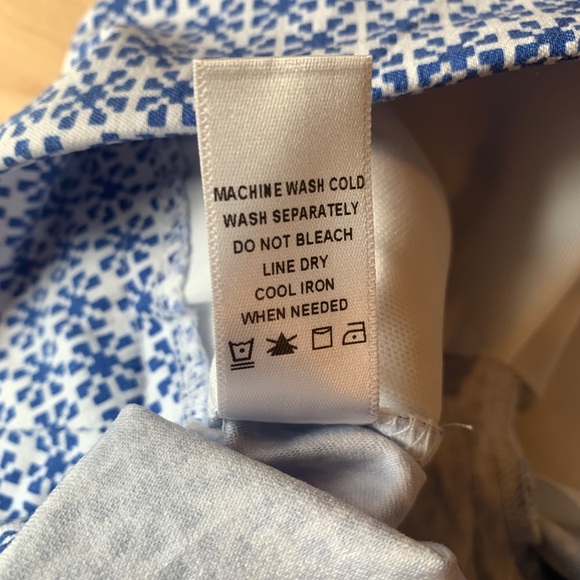 MACHINE WASH COLD
WASH SEPARATELY
DO NOT BLEACH
LINE DRY
COOL IRON
WHEN NEEDED